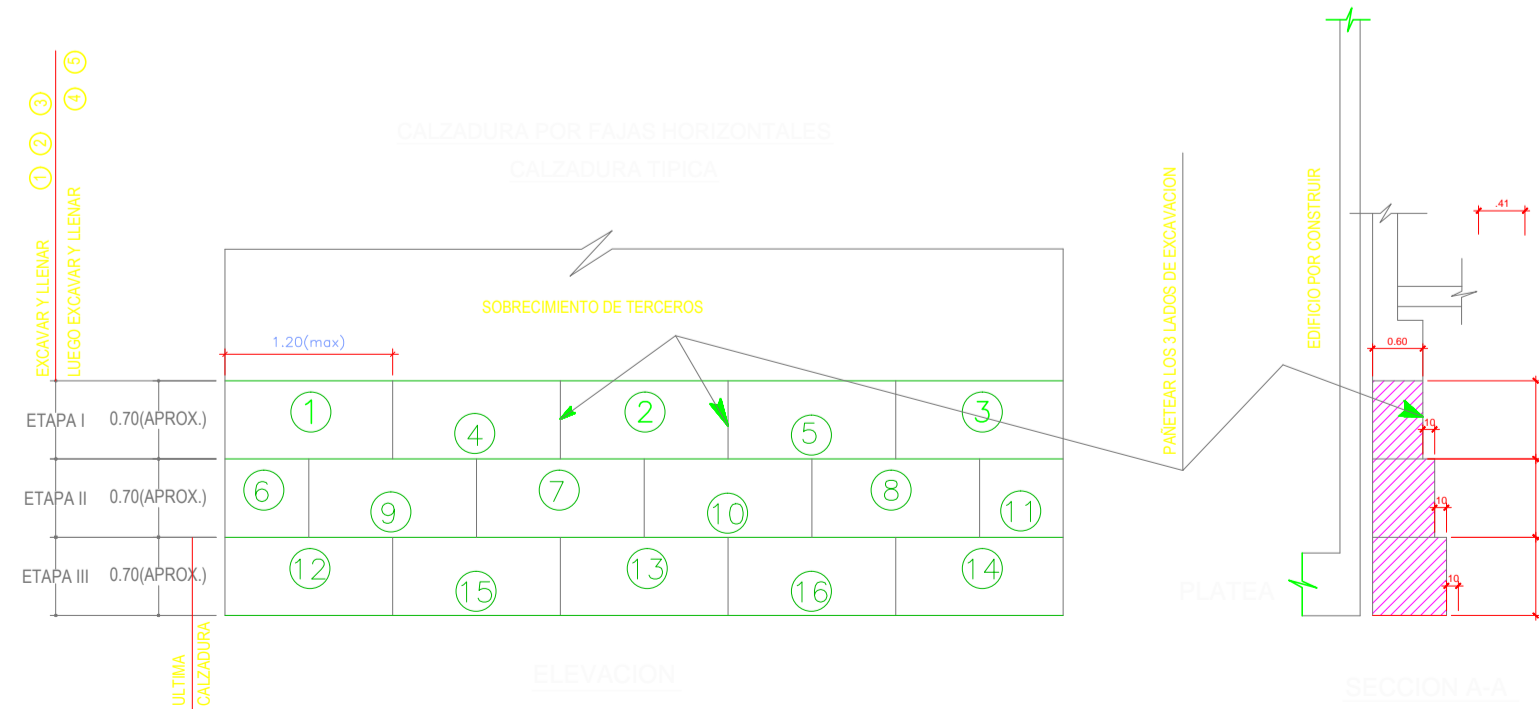 CALZADURA POR FAJAS HORIZONTALES
CALZADURA TIPICA
EXCAVAR Y LLENAR 1 2 3
LUEGO EXCAVAR Y LLENAR 4 5
SOBRECIMIENTO DE TERCEROS
1.20(max)
ETAPA I 0.70(APROX.)
1 4 2 5 3
ETAPA II 0.70(APROX.)
6 9 7 10 8 11
ETAPA III 0.70(APROX.)
12 15 13 16 14
ULTIMA
CALZADURA
ELEVACION
PAÑETEAR LOS 3 LADOS DE EXCAVACION
EDIFICIO POR CONSTRUIR
.41
0.60
10
10
10
PLATEA
SECCION A-A